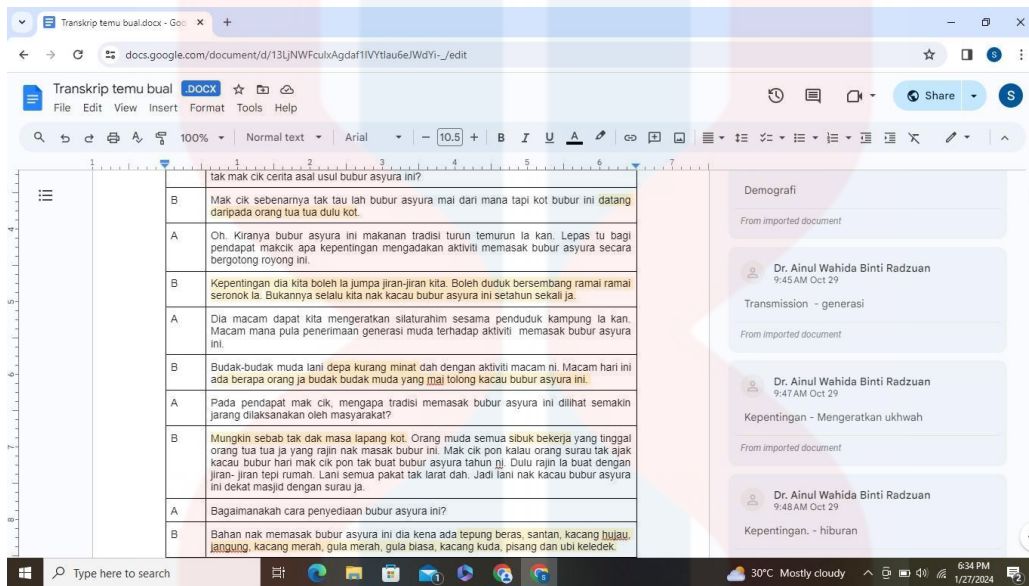 Transkrip temu bual.docx - Goo
docs.google.com/document/d/13LjNWFculxAgdaf1IVYtlau6eJWdYi-_/edit
Transkrip temu bual .DOCX
Share
S
File Edit View Insert Format Tools Help
100% Normal text Arial - 10.5 + B I U A
1 1 2 3 4 5 6 7
tak mak cik cerita asal usul bubur asyura ini?
B Mak cik sebenarnya tak tau lah bubur asyura mai dari mana tapi kot bubur ini datang
daripada orang tua tua dulu kot.
A Oh. Kiranya bubur asyura ini makanan tradisi turun temurun la kan. Lepas tu bagi
pendapat makcik apa kepentingan mengadakan aktiviti memasak bubur asyura secara
bergotong royong ini.
B Kepentingan dia kita boleh la jumpa jiran-jiran kita. Boleh duduk bersembang ramai ramai
seronok la. Bukannya selalu kita nak kacau bubur asyura ini setahun sekali ja.
A Dia macam dapat kita mengeratkan silaturahim sesama penduduk kampung la kan.
Macam mana pula penerimaan generasi muda terhadap aktiviti memasak bubur asyura
ini.
B Budak-budak muda lani depa kurang minat dah dengan aktiviti macam ni. Macam hari ini
ada berapa orang ja budak budak muda yang mai tolong kacau bubur asyura ini.
A Pada pendapat mak cik, mengapa tradisi memasak bubur asyura ini dilihat semakin
jarang dilaksanakan oleh masyarakat?
B Mungkin sebab tak dak masa lapang kot. Orang muda semua sibuk bekerja yang tinggal
orang tua tua ja yang rajin nak masak bubur ini. Mak cik pon kalau orang surau tak ajak
kacau bubur hari mak cik pon tak buat bubur asyura tahun ni. Dulu rajin la buat dengan
jiran- jiran tepi rumah. Lani semua pakat tak larat dah. Jadi lani nak kacau bubur asyura
ini dekat masjid dengan surau ja.
A Bagaimanakah cara penyediaan bubur asyura ini?
B Bahan nak memasak bubur asyura ini dia kena ada tepung beras, santan, kacang hujau,
jangung, kacang merah, gula merah, gula biasa, kacang kuda, pisang dan ubi keledek.
Demografi
From imported document
Dr. Ainul Wahida Binti Radzuan
9:45 AM Oct 29
Transmission - generasi
From imported document
Dr. Ainul Wahida Binti Radzuan
9:47 AM Oct 29
Kepentingan - Mengeratkan ukhwah
From imported document
Dr. Ainul Wahida Binti Radzuan
9:48 AM Oct 29
Kepentingan. - hiburan
Type here to search
30°C Mostly cloudy
6:34 PM
1/27/2024